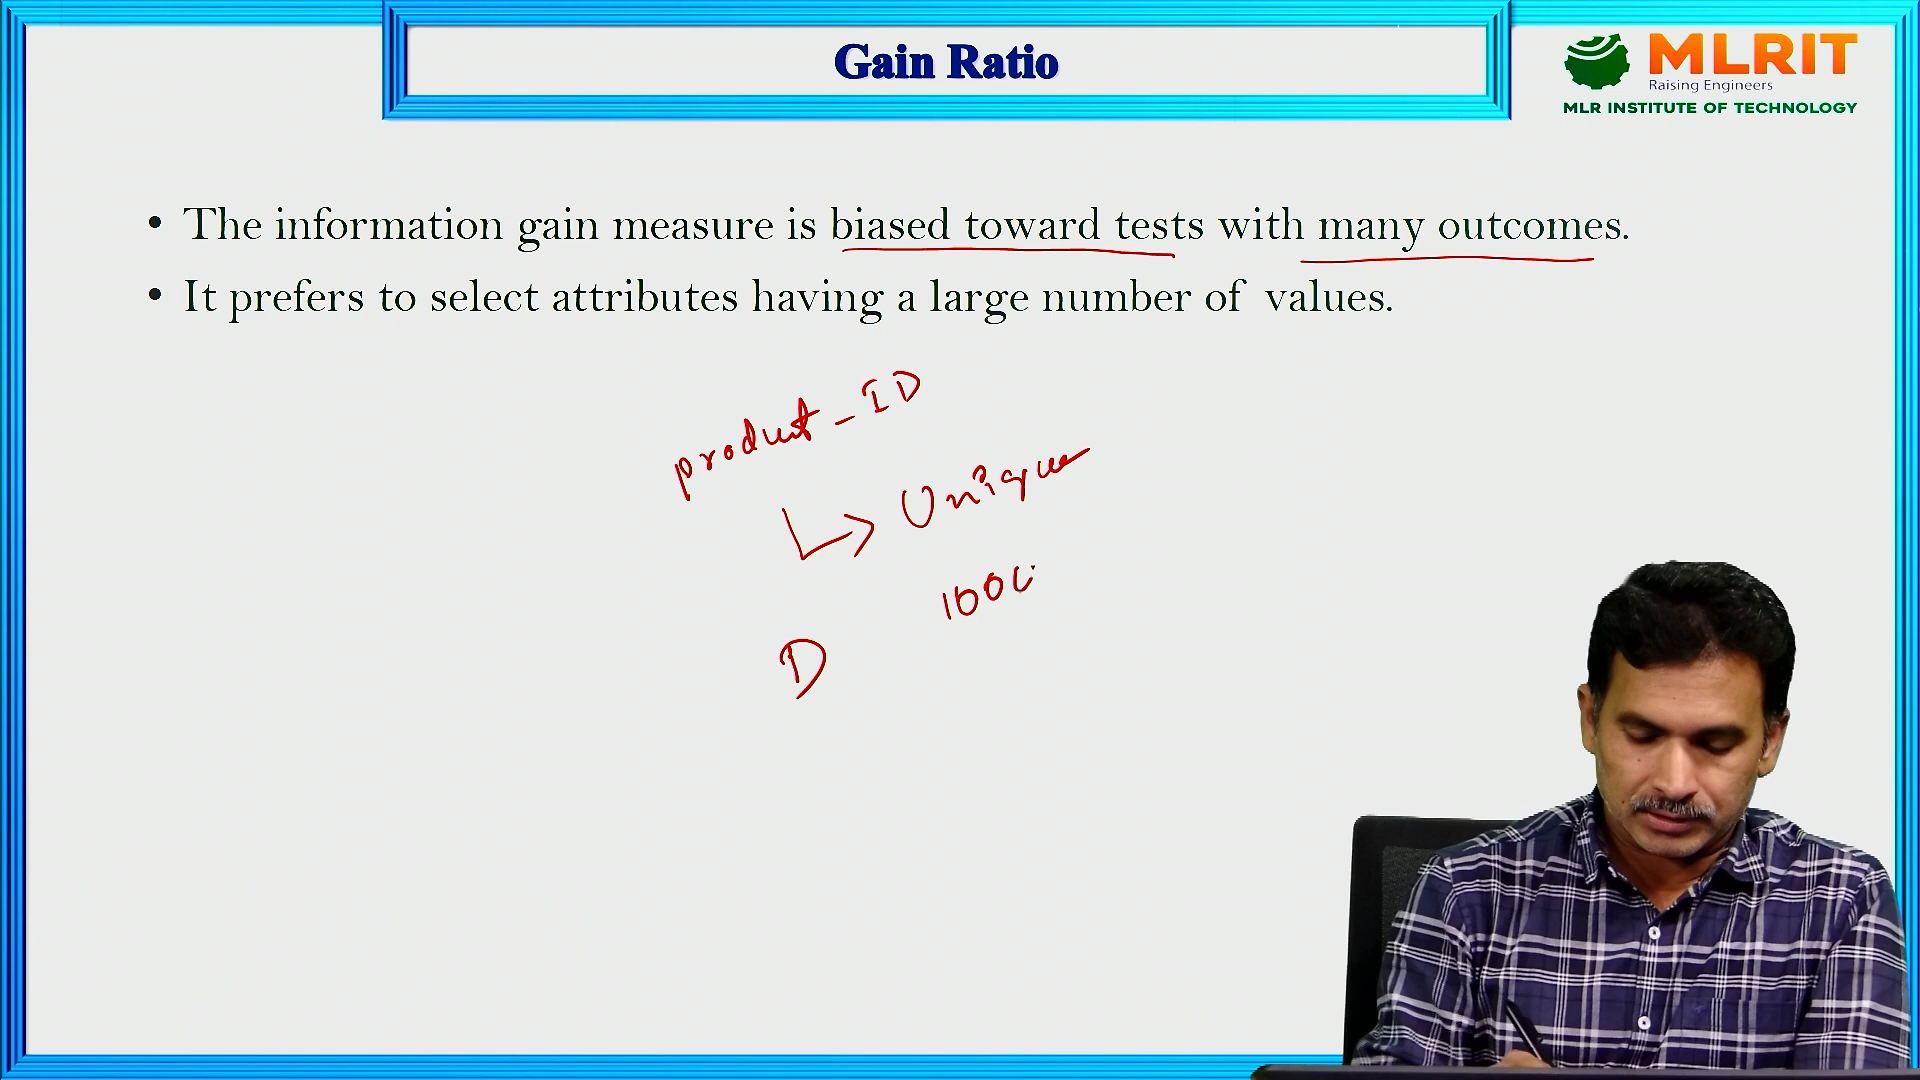 Gain Ratio
MLRIT
Raising Engineers
MLR INSTITUTE OF TECHNOLOGY
• The information gain measure is biased toward tests with many outcomes.
• It prefers to select attributes having a large number of values.
product - ID
Unique
D